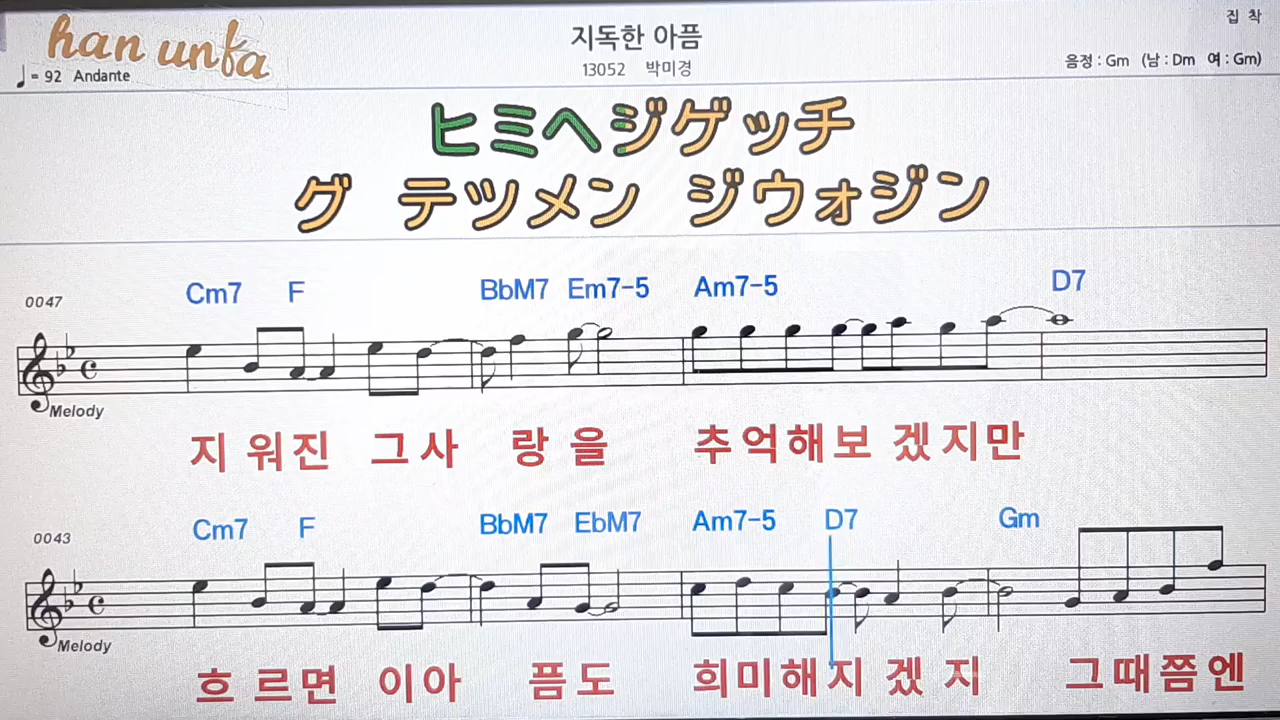 han unfa
지독한 아픔
집 착
♩= 92 Andante
13052 박미경
음정 : Gm (남 : Dm 여 : Gm)
ヒミヘジゲッチ
グ テツメン ジウォジン
0047
Cm7 F BbM7 Em7-5 Am7-5 D7
Melody
지 워진 그사 랑 을 추억해보 겠지만
0043
Cm7 F BbM7 EbM7 Am7-5 D7 Gm
Melody
흐 르면 이아 픔도 희미해지 겠 지 그때쯤엔